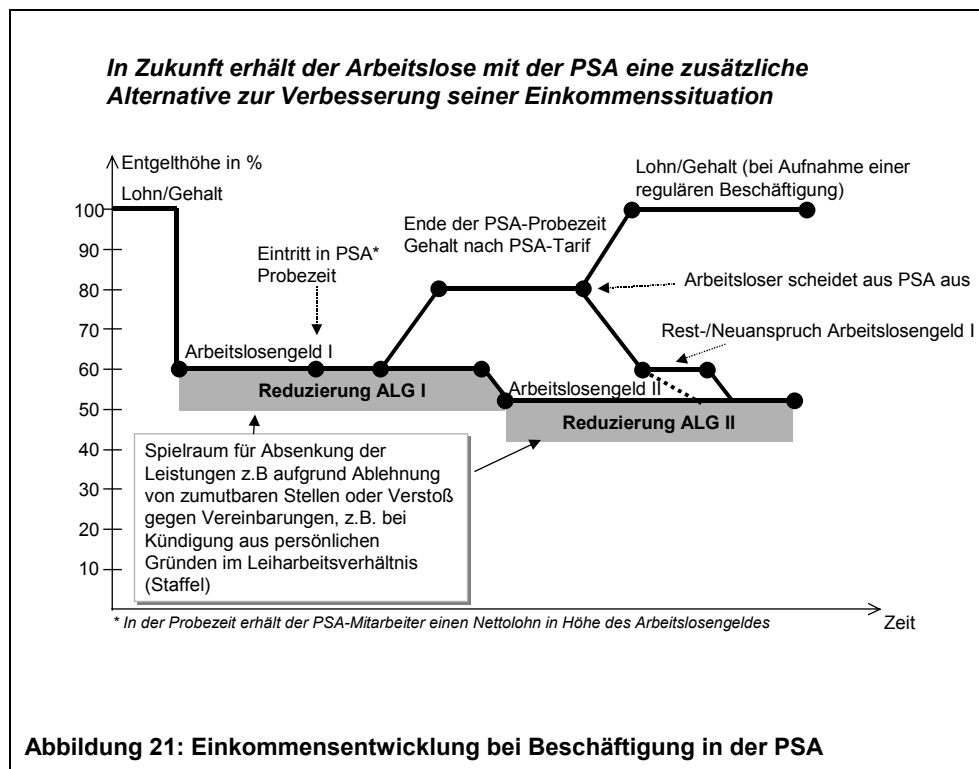 In Zukunft erhält der Arbeitslose mit der PSA eine zusätzliche
Alternative zur Verbesserung seiner Einkommenssituation
Entgelthöhe in %
Lohn/Gehalt
Lohn/Gehalt (bei Aufnahme einer
regulären Beschäftigung)
100
90
80
70
60
50
40
30
20
10
Ende der PSA-Probezeit
Gehalt nach PSA-Tarif
Eintritt in PSA*
Probezeit
Arbeitsloser scheidet aus PSA aus
Rest-/Neuanspruch Arbeitslosengeld I
Arbeitslosengeld I
Reduzierung ALG I
Arbeitslosengeld II
Reduzierung ALG II
Spielraum für Absenkung der
Leistungen z.B aufgrund Ablehnung
von zumutbaren Stellen oder Verstoß
gegen Vereinbarungen, z.B. bei
Kündigung aus persönlichen
Gründen im Leiharbeitsverhältnis
(Staffel)
Zeit
* In der Probezeit erhält der PSA-Mitarbeiter einen Nettolohn in Höhe des Arbeitslosengeldes
Abbildung 21: Einkommensentwicklung bei Beschäftigung in der PSA